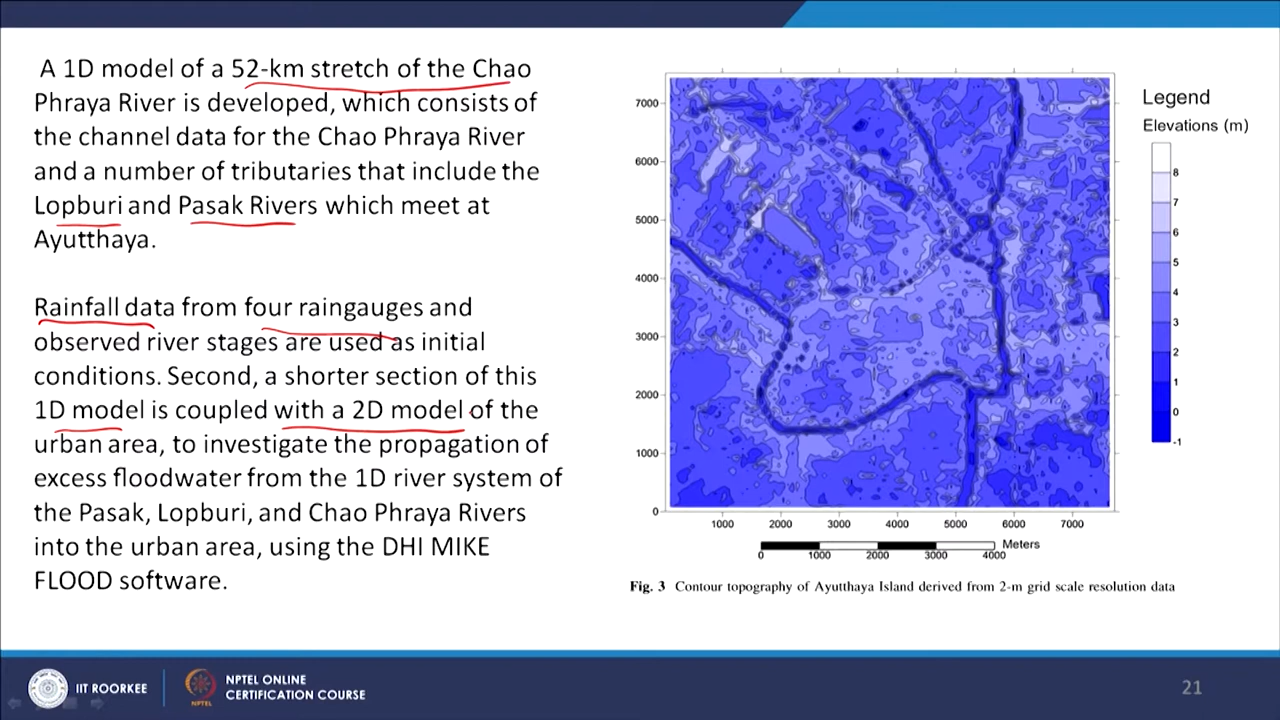 A 1D model of a 52-km stretch of the Chao
Phraya River is developed, which consists of
the channel data for the Chao Phraya River
and a number of tributaries that include the
Lopburi and Pasak Rivers which meet at
Ayutthaya.
Rainfall data from four raingauges and
observed river stages are used as initial
conditions. Second, a shorter section of this
1D model is coupled with a 2D model of the
urban area, to investigate the propagation of
excess floodwater from the 1D river system of
the Pasak, Lopburi, and Chao Phraya Rivers
into the urban area, using the DHI MIKE
FLOOD software.
7000
6000
5000
4000
3000
2000
1000
0
1000 2000 3000 4000 5000 6000 7000
0 1000 2000 3000 4000 Meters
Legend
Elevations (m)
8
7
6
5
4
3
2
1
0
-1
Fig. 3 Contour topography of Ayutthaya Island derived from 2-m grid scale resolution data
IIT ROORKEE
NPTEL
NPTEL ONLINE
CERTIFICATION COURSE
21